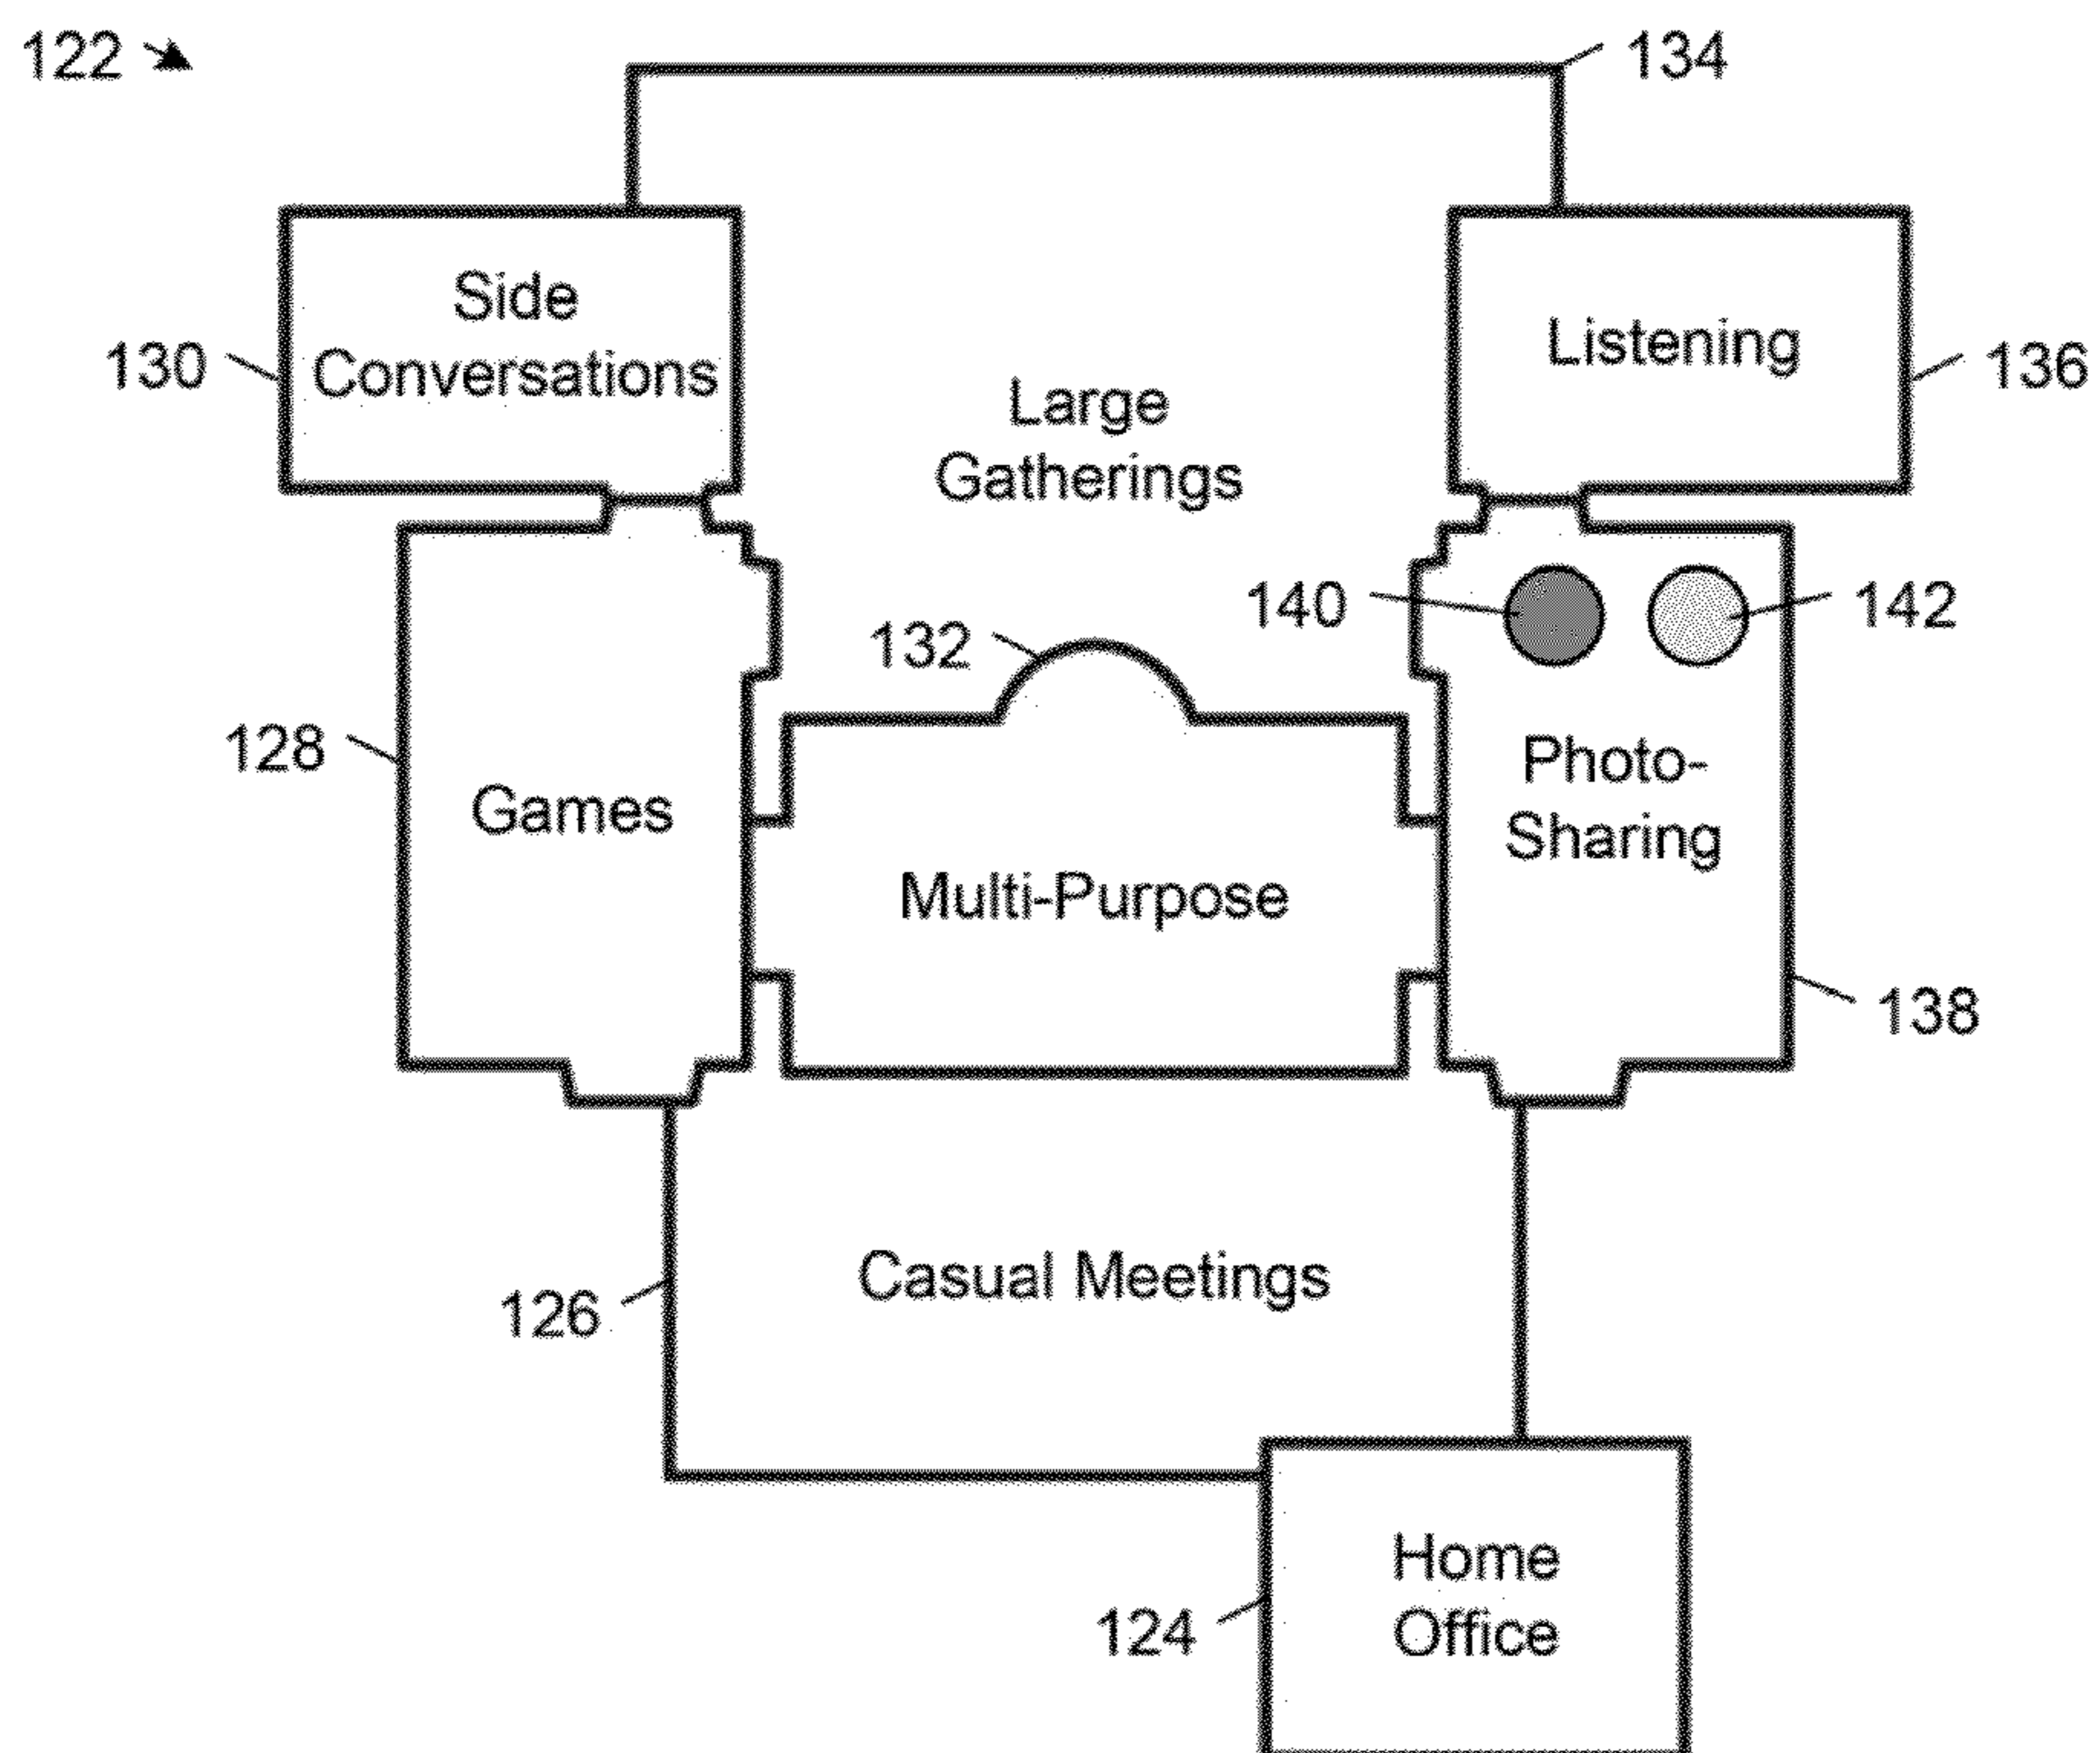 122
134
Side
Conversations
130
Listening
136
Large
Gatherings
140
142
132
128
Games
Photo-
Sharing
Multi-Purpose
138
Casual Meetings
126
Home
Office
124